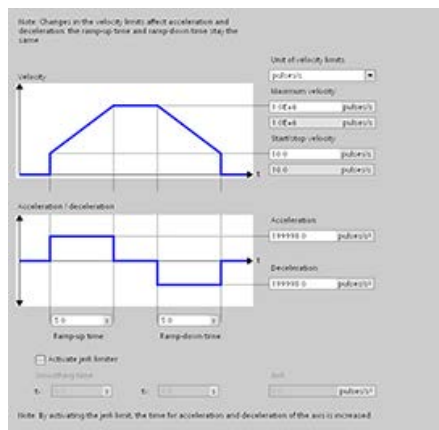 Note: Changes in the velocity limits affect acceleration and
deceleration: the ramp-up time and ramp-down time stay the
same
Unit of velocity limits
Velocity
pulses/s
Maximum velocity:
1.0E+6 pulses/s
1.0E+6 pulses/s
Start/stop velocity:
10.0 pulses/s
10.0 pulses/s
t
Acceleration / deceleration
Acceleration:
199998.0 pulses/s²
t
Deceleration:
199998.0 pulses/s²
5.0 s 5.0 s
Ramp-up time Ramp-down time
Activate jerk limiter
Smoothing time Jerk
t₁ s t₂ s pulses/s³
Note: By activating the jerk limit, the time for acceleration and deceleration of the axis is increased